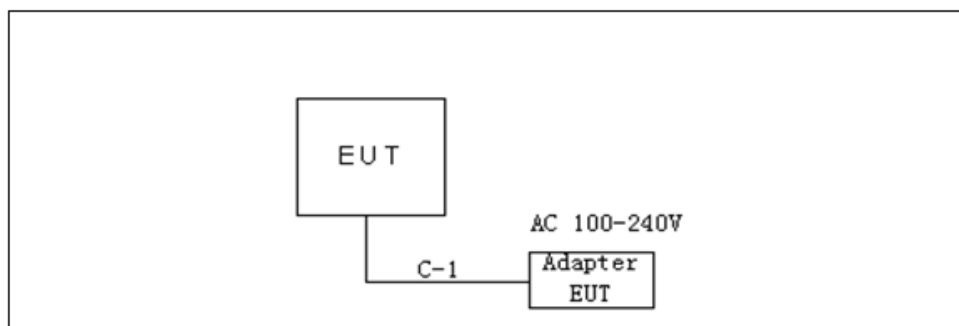 EUT
AC 100-240V
C-1
Adapter
EUT